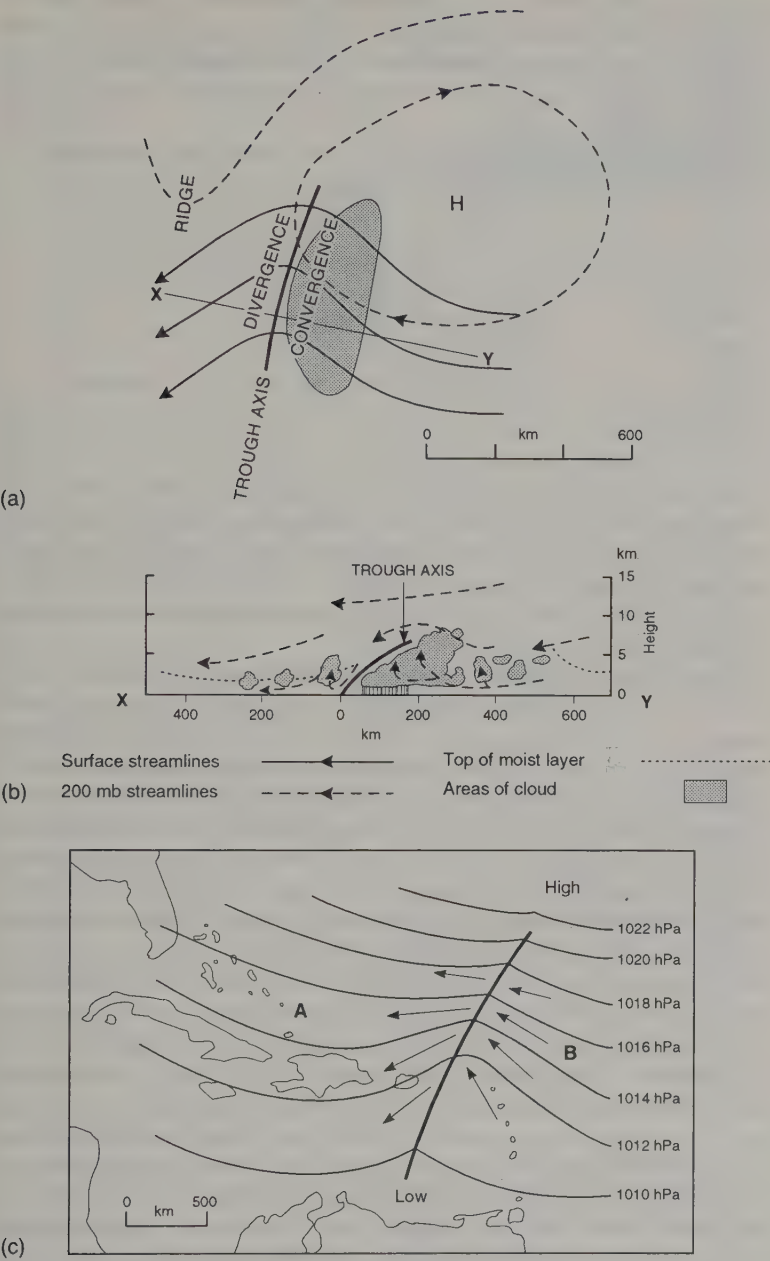 RIDGE
H
DIVERGENCE
CONVERGENCE
X
Y
TROUGH AXIS
0 km 600
(a)
km
TROUGH AXIS
15
10
5
0
Height
X
Y
400 200 0 200 400 600
km
Surface streamlines
Top of moist layer
(b)
200 mb streamlines
Areas of cloud
High
1022 hPa
1020 hPa
1018 hPa
A
1016 hPa
B
1014 hPa
1012 hPa
1010 hPa
Low
0 500
km
(c)